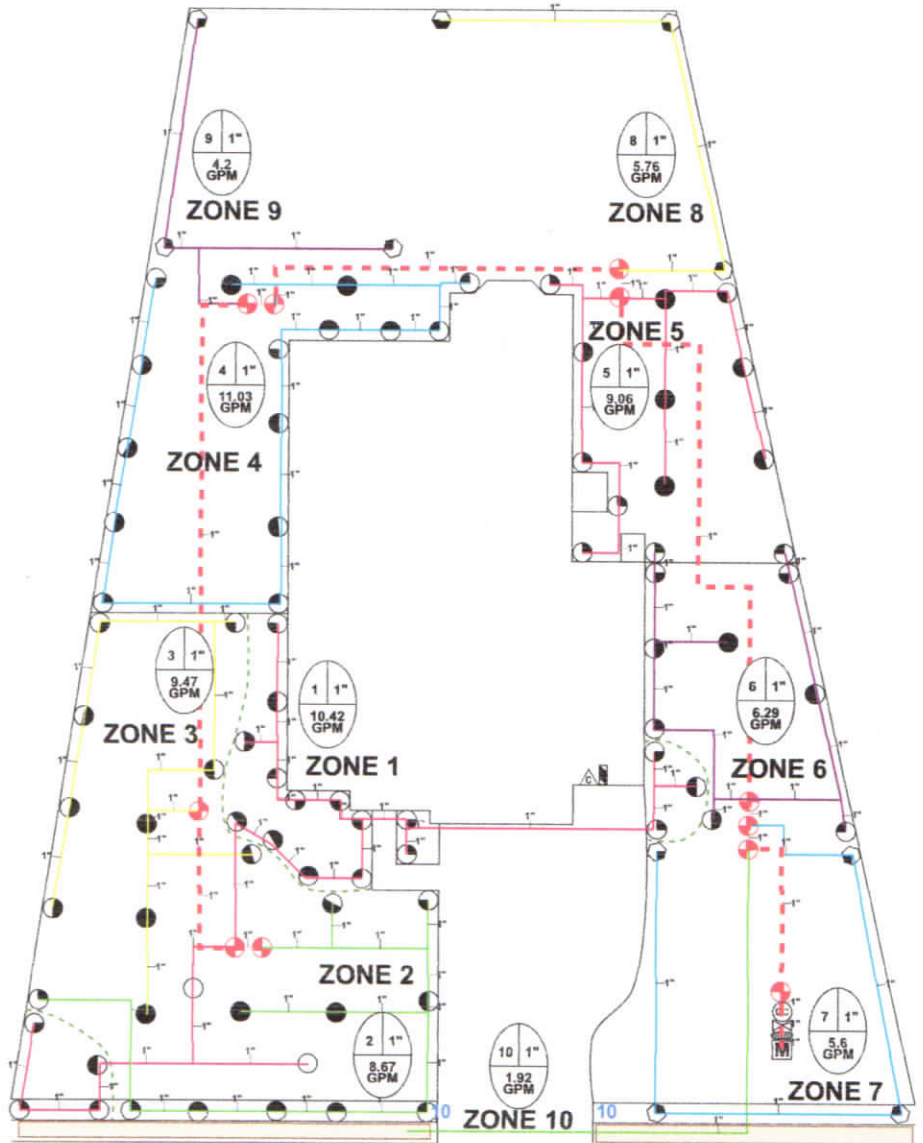 1"
9 1"
4.2
GPM
ZONE 9
8 1"
5.76
GPM
ZONE 8
ZONE 5
5 1"
9.06
GPM
4 1"
11.03
GPM
ZONE 4
3 1"
9.47
GPM
ZONE 3
1 1"
10.42
GPM
ZONE 1
6 1"
6.29
GPM
ZONE 6
C
ZONE 2
2 1"
8.67
GPM
10 1"
1.92
GPM
7 1"
5.6
GPM
ZONE 7
M
10
10
ZONE 10